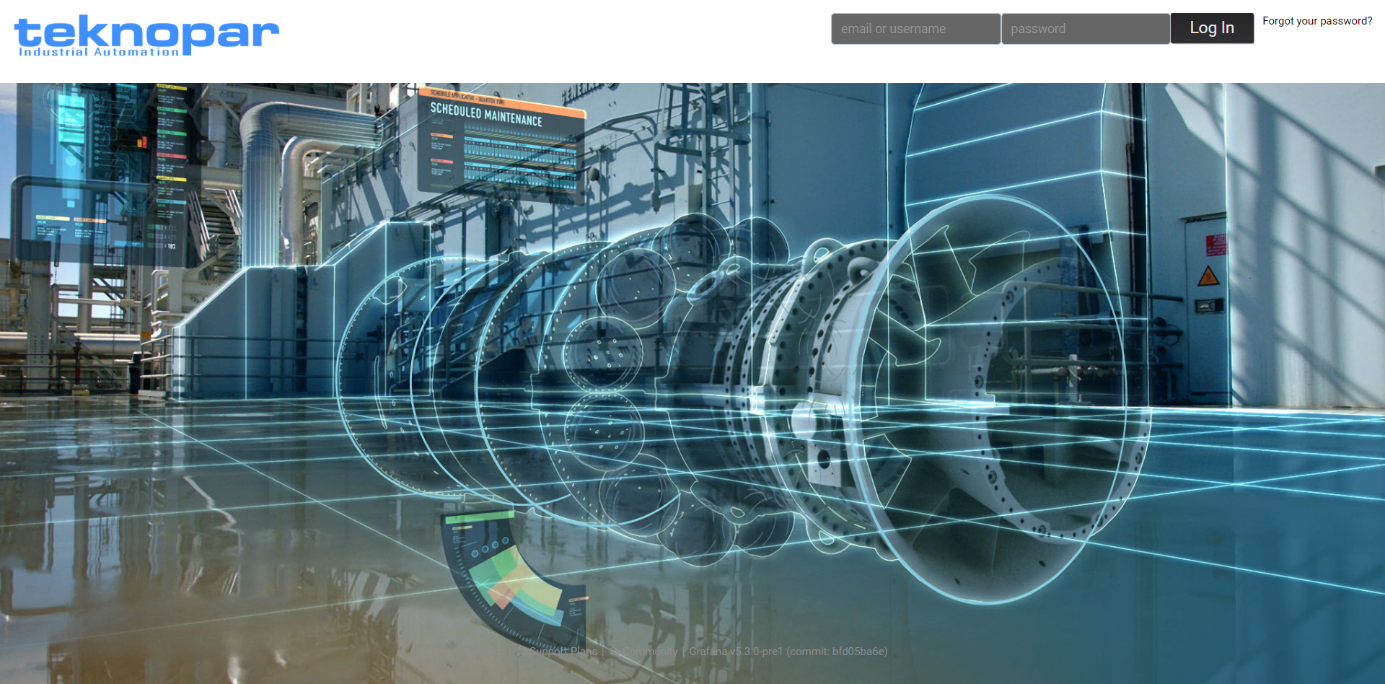 teknopar
Industrial Automation
email or username
password
Log In
Forgot your password?
SCHEDULED MAINTENANCE
Support Plans | Community | Grafana v5.3.0-pre1 (commit: bfd05ba6e)